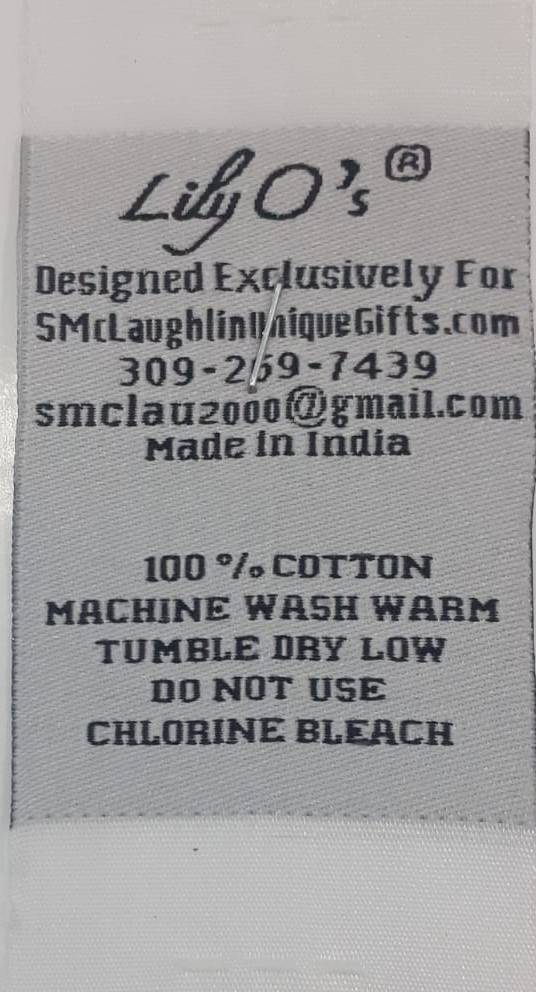 Lily O's ®
Designed Exclusively For
SMcLaughlinUniqueGifts.com
309-269-7439
smclau2000@gmail.com
Made in India
100 % COTTON
MACHINE WASH WARM
TUMBLE DRY LOW
DO NOT USE
CHLORINE BLEACH